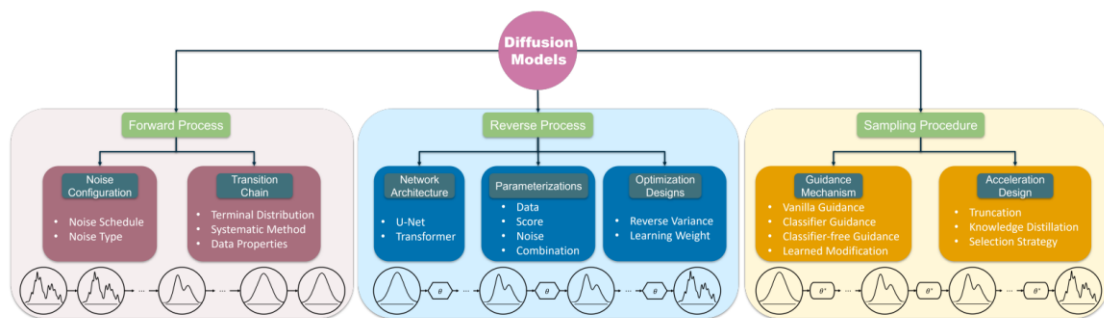 Diffusion
Models
Forward Process
Noise
Configuration
• Noise Schedule
• Noise Type
Transition
Chain
• Terminal Distribution
• Systematic Method
• Data Properties
...
...
Reverse Process
Network
Architecture
• U-Net
• Transformer
Parameterizations
• Data
• Score
• Noise
• Combination
Optimization
Designs
• Reverse Variance
• Learning Weight
θ
...
θ
...
θ
Sampling Procedure
Guidance
Mechanism
• Vanilla Guidance
• Classifier Guidance
• Classifier-free Guidance
• Learned Modification
Acceleration
Design
• Truncation
• Knowledge Distillation
• Selection Strategy
θ*
...
θ*
...
θ*